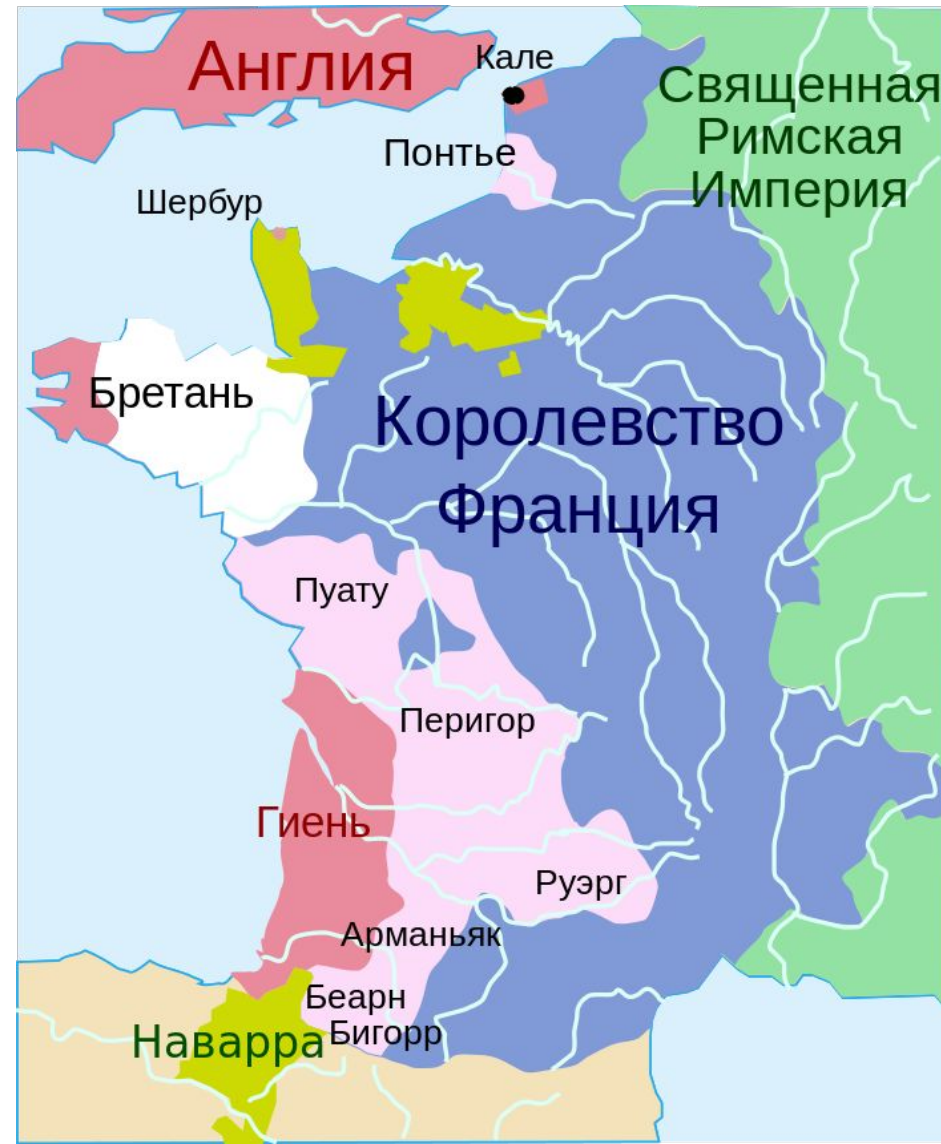 Англия
Кале
Священная
Римская
Империя
Понтье
Шербур
Бретань
Королевство
Франция
Пуату
Перигор
Гиень
Руэрг
Арманьяк
Беарн
Наварра
Бигорр